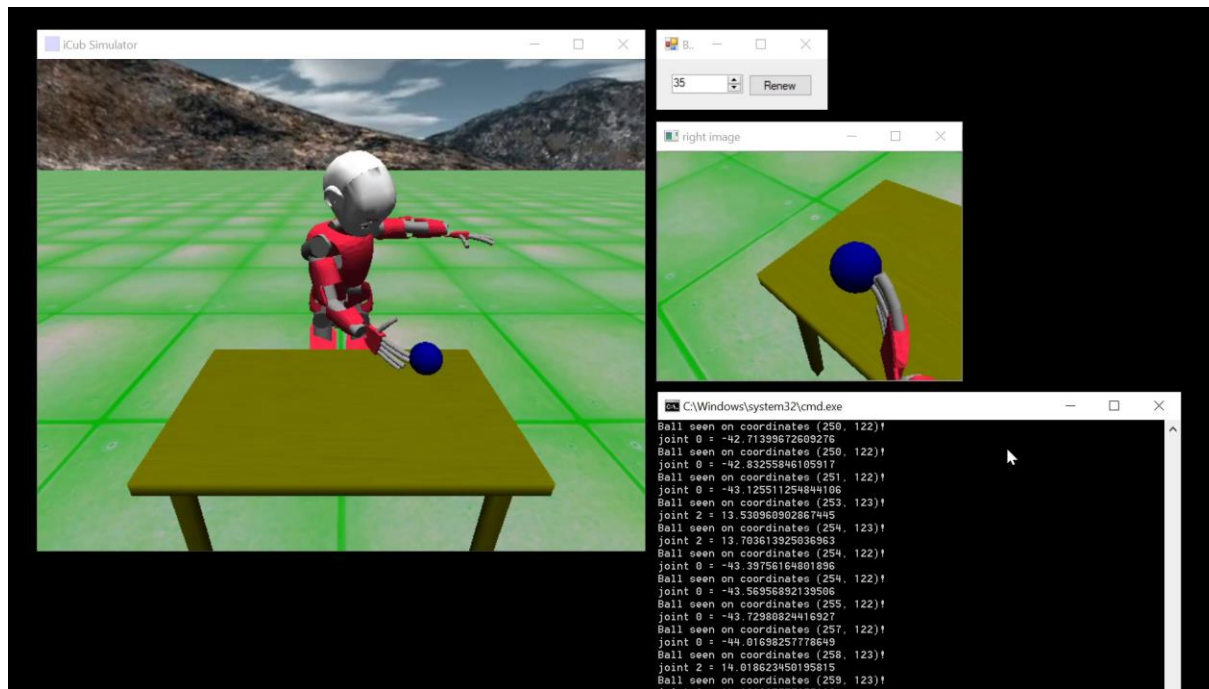 iCub Simulator
B..
35
Renew
right image
C:\Windows\system32\cmd.exe
Ball seen on coordinates (250, 122)!
joint 0 = -42.71399672609276
Ball seen on coordinates (250, 122)!
joint 0 = -42.83255846105917
Ball seen on coordinates (251, 122)!
joint 0 = -43.125511254844106
Ball seen on coordinates (253, 123)!
joint 2 = 13.530960902867445
Ball seen on coordinates (254, 123)!
joint 2 = 13.703613925036963
Ball seen on coordinates (254, 122)!
joint 0 = -43.39756164801896
Ball seen on coordinates (254, 122)!
joint 0 = -43.56956892139506
Ball seen on coordinates (255, 122)!
joint 0 = -43.72980824416927
Ball seen on coordinates (257, 122)!
joint 0 = -44.01698257778649
Ball seen on coordinates (258, 123)!
joint 2 = 14.018623450195815
Ball seen on coordinates (259, 123)!